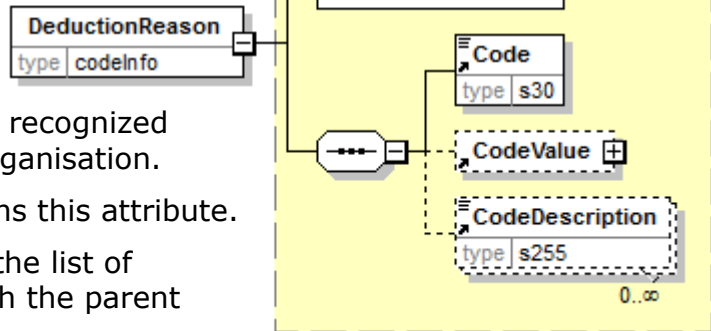 DeductionReason
type codeInfo
Code
type s30
recognized
ganisation.
CodeValue
ns this attribute.
CodeDescription
type s255
the list of
h the parent
0..∞